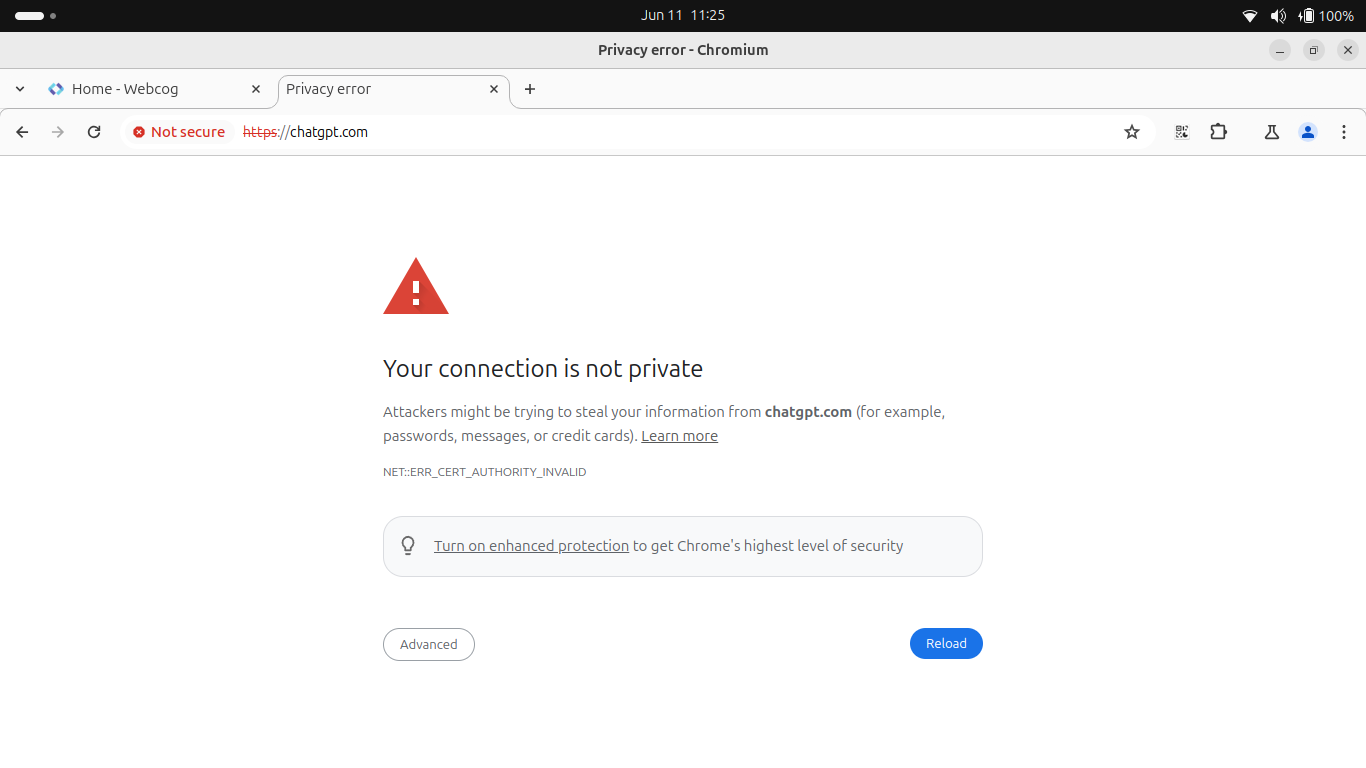 Jun 11 11:25
100%
Privacy error - Chromium
Home - Webcog
Privacy error
Not secure https://chatgpt.com
Your connection is not private
Attackers might be trying to steal your information from chatgpt.com (for example,
passwords, messages, or credit cards). Learn more
NET::ERR_CERT_AUTHORITY_INVALID
Turn on enhanced protection to get Chrome's highest level of security
Advanced
Reload